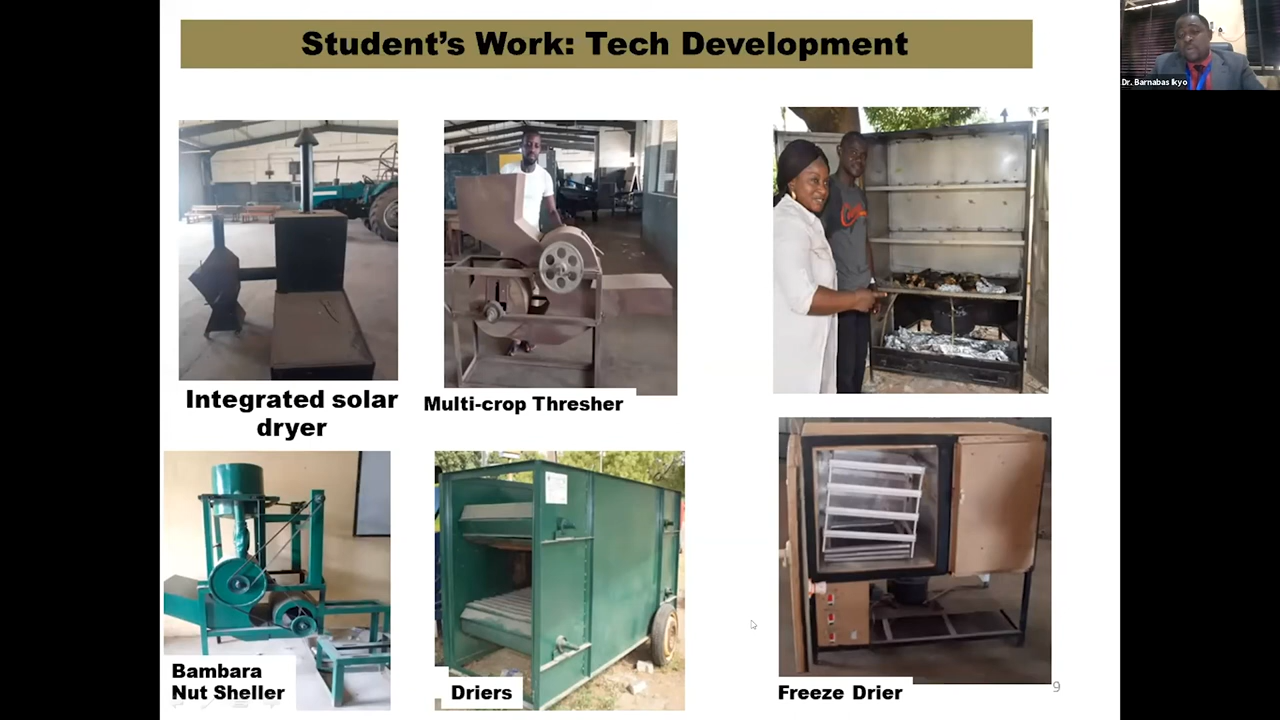 Student's Work: Tech Development
Dr. Barnabas Ikyo
Integrated solar
dryer
Multi-crop Thresher
Bambara
Nut Sheller
Driers
Freeze Drier
9